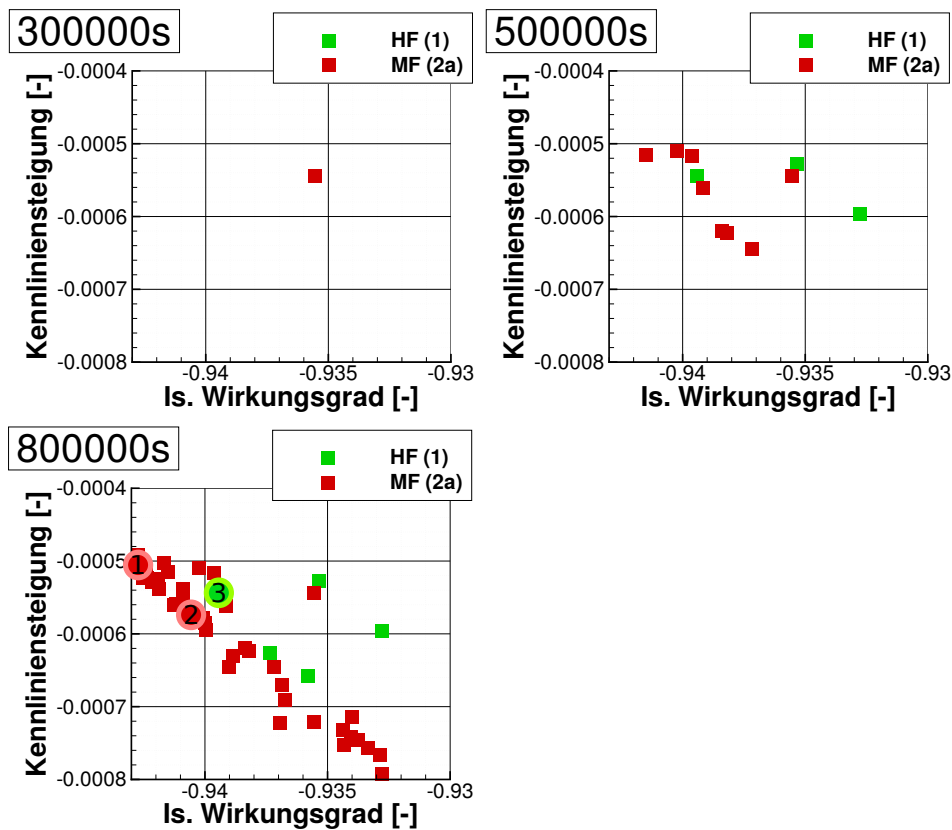 300000s
HF (1)
MF (2a)
Kennliniensteigung [-]
-0.0004
-0.0005
-0.0006
-0.0007
-0.0008
-0.94
-0.935
-0.93
Is. Wirkungsgrad [-]
500000s
HF (1)
MF (2a)
Kennliniensteigung [-]
-0.0004
-0.0005
-0.0006
-0.0007
-0.0008
-0.94
-0.935
-0.93
Is. Wirkungsgrad [-]
800000s
HF (1)
MF (2a)
Kennliniensteigung [-]
-0.0004
-0.0005
-0.0006
-0.0007
-0.0008
1
2
3
-0.94
-0.935
-0.93
Is. Wirkungsgrad [-]